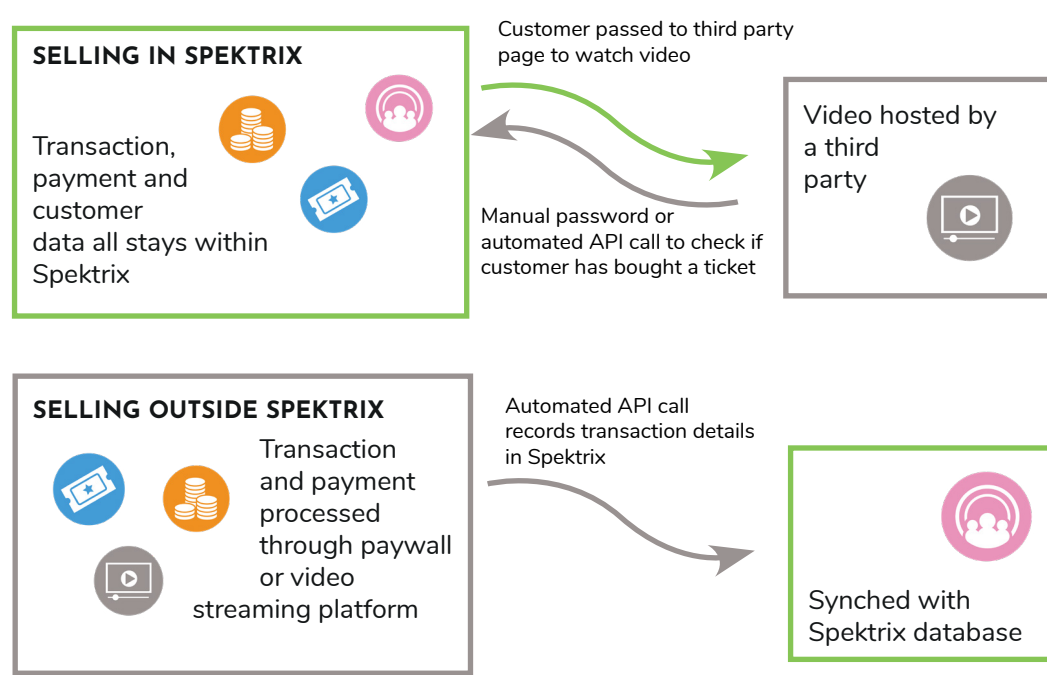 SELLING IN SPEKTRIX
Transaction,
payment and
customer
data all stays within
Spektrix
Customer passed to third party
page to watch video
Manual password or
automated API call to check if
customer has bought a ticket
Video hosted by
a third
party
SELLING OUTSIDE SPEKTRIX
Transaction
and payment
processed
through paywall
or video
streaming platform
Automated API call
records transaction details
in Spektrix
Synched with
Spektrix database